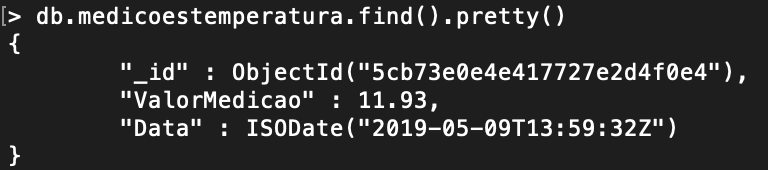 [> db.medicoestemperatura.find().pretty()
{
"_id" : ObjectId("5cb73e0e4e417727e2d4f0e4"),
"ValorMedicao" : 11.93,
"Data" : ISODate("2019-05-09T13:59:32Z")
}